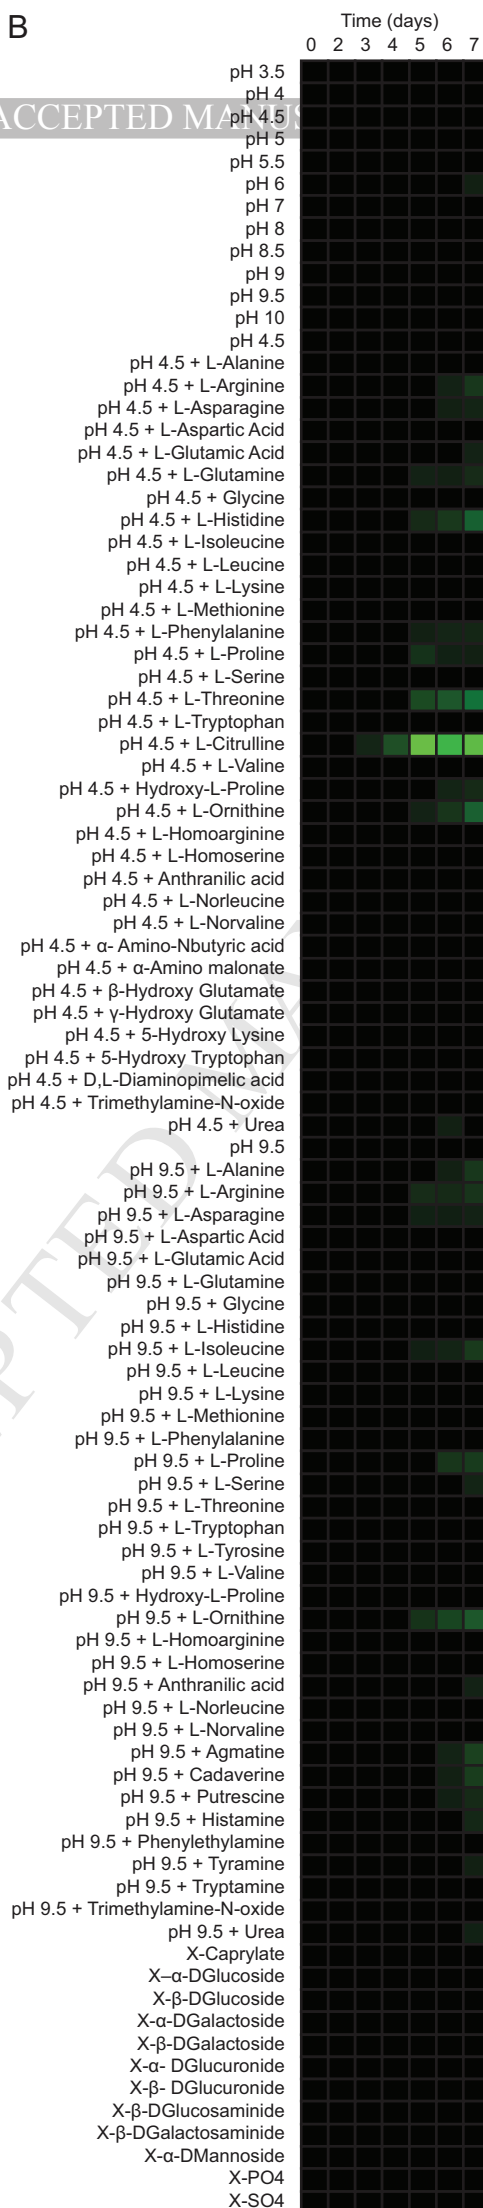 B
Time (days)
0 2 3 4 5 6 7
pH 3.5
pH 4
ACCEPTED MANUS
pH 4.5
pH 5
pH 5.5
pH 6
pH 7
pH 8
pH 8.5
pH 9
pH 9.5
pH 10
pH 4.5
pH 4.5 + L-Alanine
pH 4.5 + L-Arginine
pH 4.5 + L-Asparagine
pH 4.5 + L-Aspartic Acid
pH 4.5 + L-Glutamic Acid
pH 4.5 + L-Glutamine
pH 4.5 + Glycine
pH 4.5 + L-Histidine
pH 4.5 + L-Isoleucine
pH 4.5 + L-Leucine
pH 4.5 + L-Lysine
pH 4.5 + L-Methionine
pH 4.5 + L-Phenylalanine
pH 4.5 + L-Proline
pH 4.5 + L-Serine
pH 4.5 + L-Threonine
pH 4.5 + L-Tryptophan
pH 4.5 + L-Citrulline
pH 4.5 + L-Valine
pH 4.5 + Hydroxy-L-Proline
pH 4.5 + L-Ornithine
pH 4.5 + L-Homoarginine
pH 4.5 + L-Homoserine
pH 4.5 + Anthranilic acid
pH 4.5 + L-Norleucine
pH 4.5 + L-Norvaline
pH 4.5 + α- Amino-Nbutyric acid
pH 4.5 + α-Amino malonate
pH 4.5 + β-Hydroxy Glutamate
pH 4.5 + γ-Hydroxy Glutamate
pH 4.5 + 5-Hydroxy Lysine
pH 4.5 + 5-Hydroxy Tryptophan
pH 4.5 + D,L-Diaminopimelic acid
pH 4.5 + Trimethylamine-N-oxide
pH 4.5 + Urea
pH 9.5
pH 9.5 + L-Alanine
pH 9.5 + L-Arginine
pH 9.5 + L-Asparagine
pH 9.5 + L-Aspartic Acid
pH 9.5 + L-Glutamic Acid
pH 9.5 + L-Glutamine
pH 9.5 + Glycine
pH 9.5 + L-Histidine
pH 9.5 + L-Isoleucine
pH 9.5 + L-Leucine
pH 9.5 + L-Lysine
pH 9.5 + L-Methionine
pH 9.5 + L-Phenylalanine
pH 9.5 + L-Proline
pH 9.5 + L-Serine
pH 9.5 + L-Threonine
pH 9.5 + L-Tryptophan
pH 9.5 + L-Tyrosine
pH 9.5 + L-Valine
pH 9.5 + Hydroxy-L-Proline
pH 9.5 + L-Ornithine
pH 9.5 + L-Homoarginine
pH 9.5 + L-Homoserine
pH 9.5 + Anthranilic acid
pH 9.5 + L-Norleucine
pH 9.5 + L-Norvaline
pH 9.5 + Agmatine
pH 9.5 + Cadaverine
pH 9.5 + Putrescine
pH 9.5 + Histamine
pH 9.5 + Phenylethylamine
pH 9.5 + Tyramine
pH 9.5 + Tryptamine
pH 9.5 + Trimethylamine-N-oxide
pH 9.5 + Urea
X-Caprylate
X–α-DGlucoside
X-β-DGlucoside
X-α-DGalactoside
X-β-DGalactoside
X-α- DGlucuronide
X-β- DGlucuronide
X-β-DGlucosaminide
X-β-DGalactosaminide
X-α-DMannoside
X-PO4
X-SO4
PTED MA